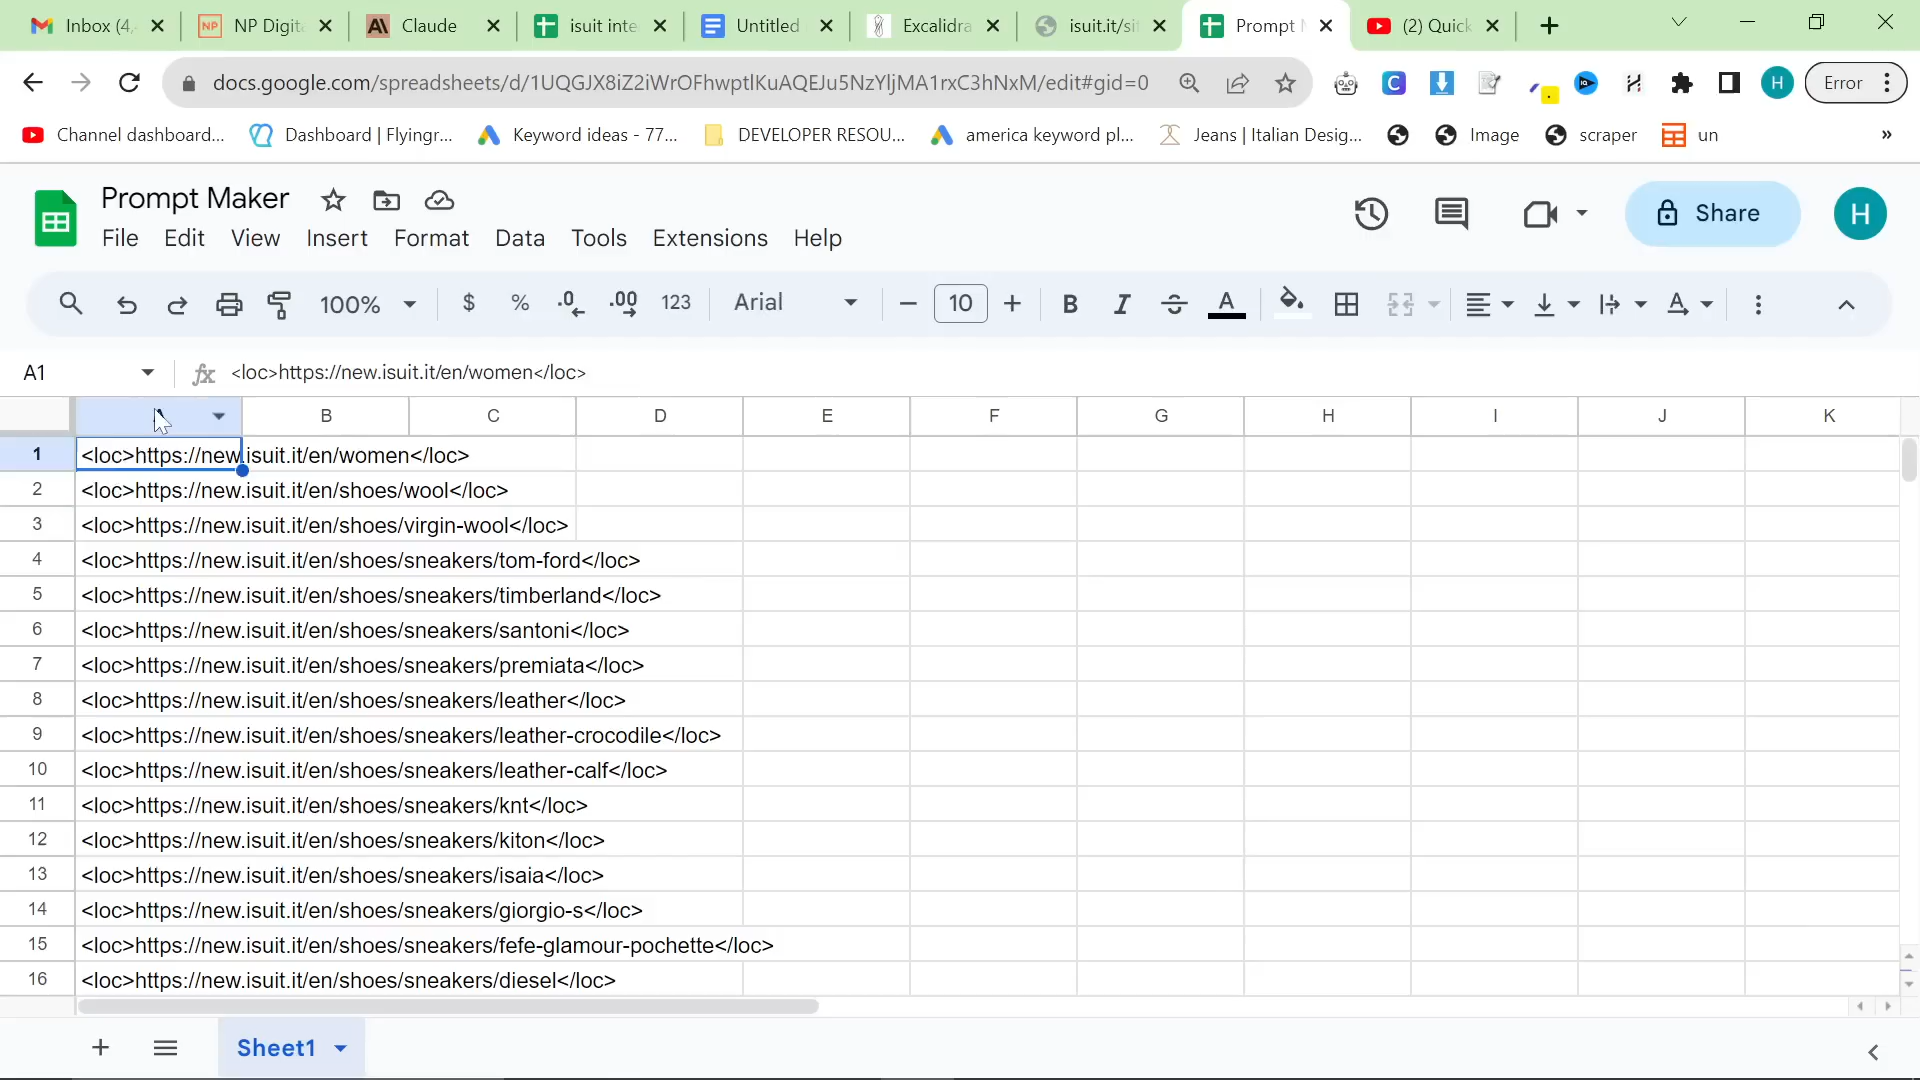 Inbox (4,
NP Digit
Claude
isuit inte
Untitled
Excalidra
isuit.it/sit
Prompt M
(2) Quick
docs.google.com/spreadsheets/d/1UQGJX8iZ2iWrOFhwptlKuAQEJu5NzYljMA1rxC3hNxM/edit#gid=0
H
Error
Channel dashboard...
Dashboard | Flyingr...
Keyword ideas - 77...
DEVELOPER RESOU...
america keyword pl...
Jeans | Italian Desig...
Image
scraper
un
»
Prompt Maker
File Edit View Insert Format Data Tools Extensions Help
Share
H
100%
$ % .0 .00 123
Arial
10
B I A
A1
fx <loc>https://new.isuit.it/en/women</loc>
A B C D E F G H I J K
1 <loc>https://new.isuit.it/en/women</loc>
2 <loc>https://new.isuit.it/en/shoes/wool</loc>
3 <loc>https://new.isuit.it/en/shoes/virgin-wool</loc>
4 <loc>https://new.isuit.it/en/shoes/sneakers/tom-ford</loc>
5 <loc>https://new.isuit.it/en/shoes/sneakers/timberland</loc>
6 <loc>https://new.isuit.it/en/shoes/sneakers/santoni</loc>
7 <loc>https://new.isuit.it/en/shoes/sneakers/premiata</loc>
8 <loc>https://new.isuit.it/en/shoes/sneakers/leather</loc>
9 <loc>https://new.isuit.it/en/shoes/sneakers/leather-crocodile</loc>
10 <loc>https://new.isuit.it/en/shoes/sneakers/leather-calf</loc>
11 <loc>https://new.isuit.it/en/shoes/sneakers/knt</loc>
12 <loc>https://new.isuit.it/en/shoes/sneakers/kiton</loc>
13 <loc>https://new.isuit.it/en/shoes/sneakers/isaia</loc>
14 <loc>https://new.isuit.it/en/shoes/sneakers/giorgio-s</loc>
15 <loc>https://new.isuit.it/en/shoes/sneakers/fefe-glamour-pochette</loc>
16 <loc>https://new.isuit.it/en/shoes/sneakers/diesel</loc>
Sheet1